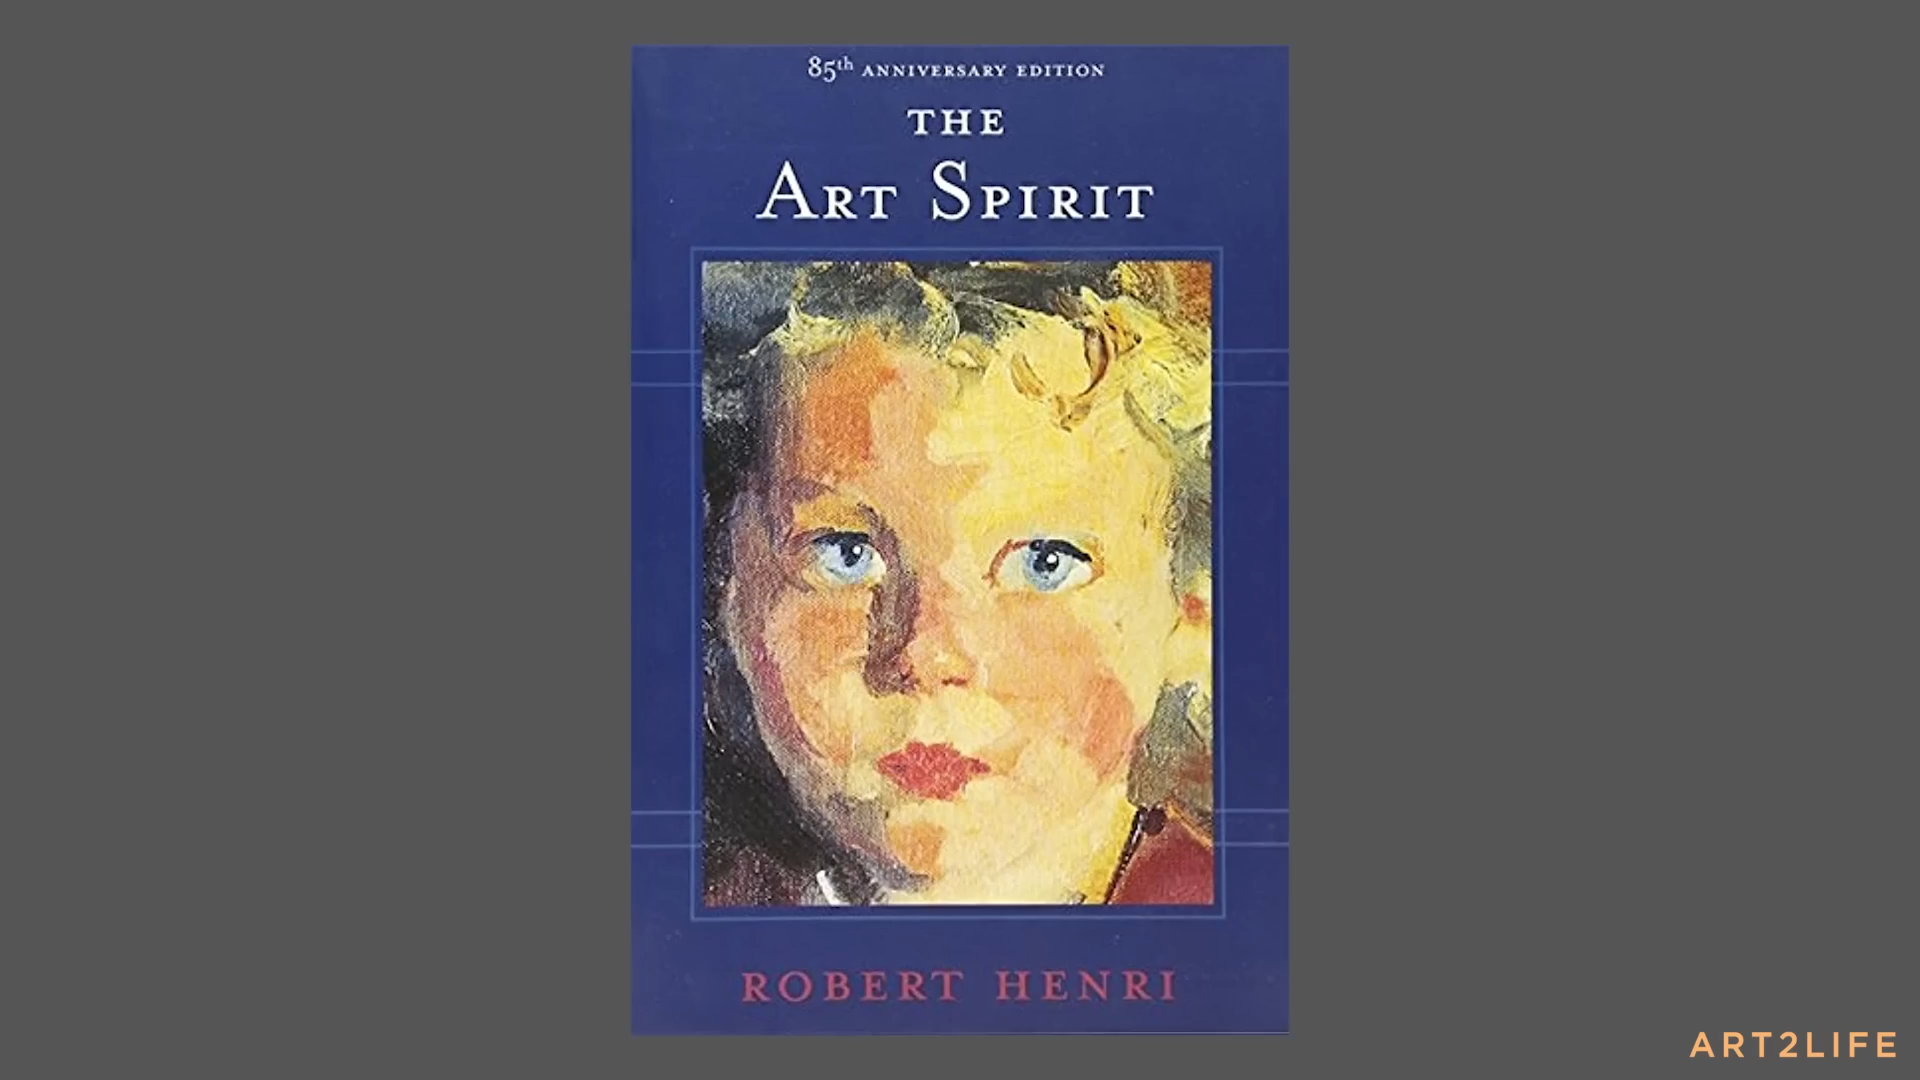 85th ANNIVERSARY EDITION
THE
ART SPIRIT
ROBERT HENRI
ART2LIFE